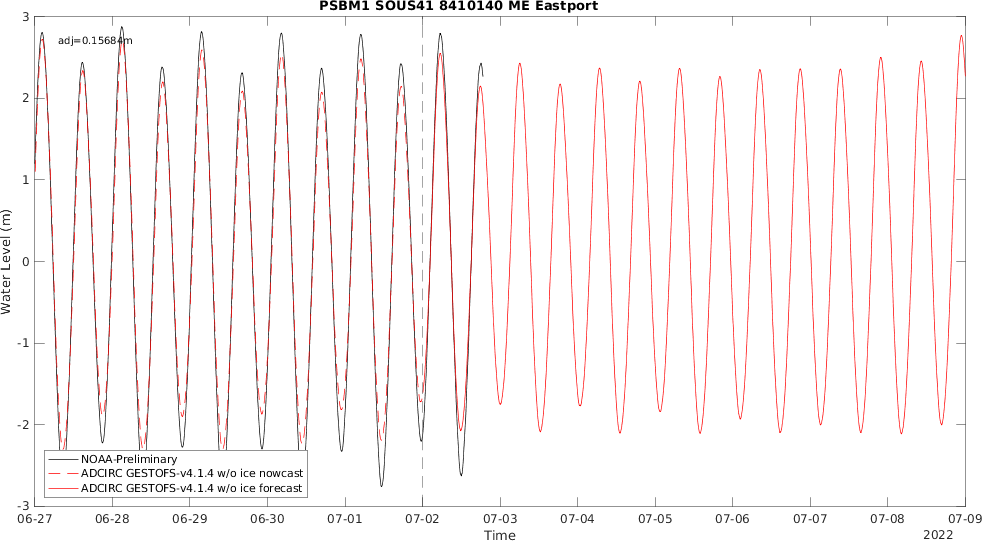 PSBM1 SOUS41 8410140 ME Eastport
adj=0.15684m
3
2
1
0
-1
-2
-3
Water Level (m)
NOAA-Preliminary
ADCIRC GESTOFS-v4.1.4 w/o ice nowcast
ADCIRC GESTOFS-v4.1.4 w/o ice forecast
06-27 06-28 06-29 06-30 07-01 07-02 07-03 07-04 07-05 07-06 07-07 07-08 07-09
Time
2022